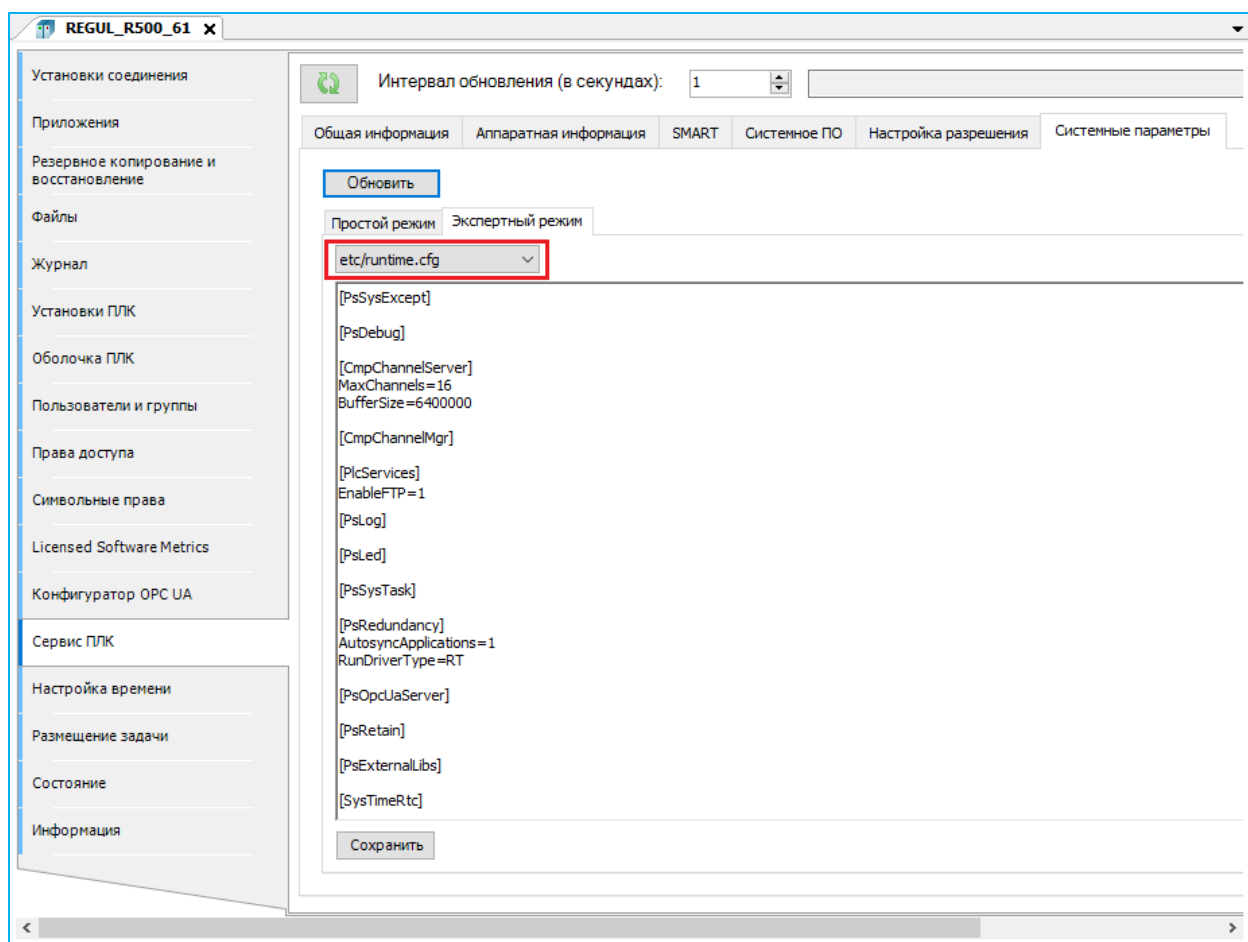 REGUL_R500_61
Установки соединения
Приложения
Резервное копирование и
восстановление
Файлы
Журнал
Установки ПЛК
Оболочка ПЛК
Пользователи и группы
Права доступа
Символьные права
Licensed Software Metrics
Конфигуратор OPC UA
Сервис ПЛК
Настройка времени
Размещение задачи
Состояние
Информация
Интервал обновления (в секундах): 1
Общая информация Аппаратная информация SMART Системное ПО Настройка разрешения Системные параметры
Обновить
Простой режим Экспертный режим
etc/runtime.cfg
[PsSysExcept]
[PsDebug]
[CmpChannelServer]
MaxChannels=16
BufferSize=6400000
[CmpChannelMgr]
[PlcServices]
EnableFTP=1
[PsLog]
[PsLed]
[PsSysTask]
[PsRedundancy]
AutosyncApplications=1
RunDriverType=RT
[PsOpcUaServer]
[PsRetain]
[PsExternalLibs]
[SysTimeRtc]
Сохранить